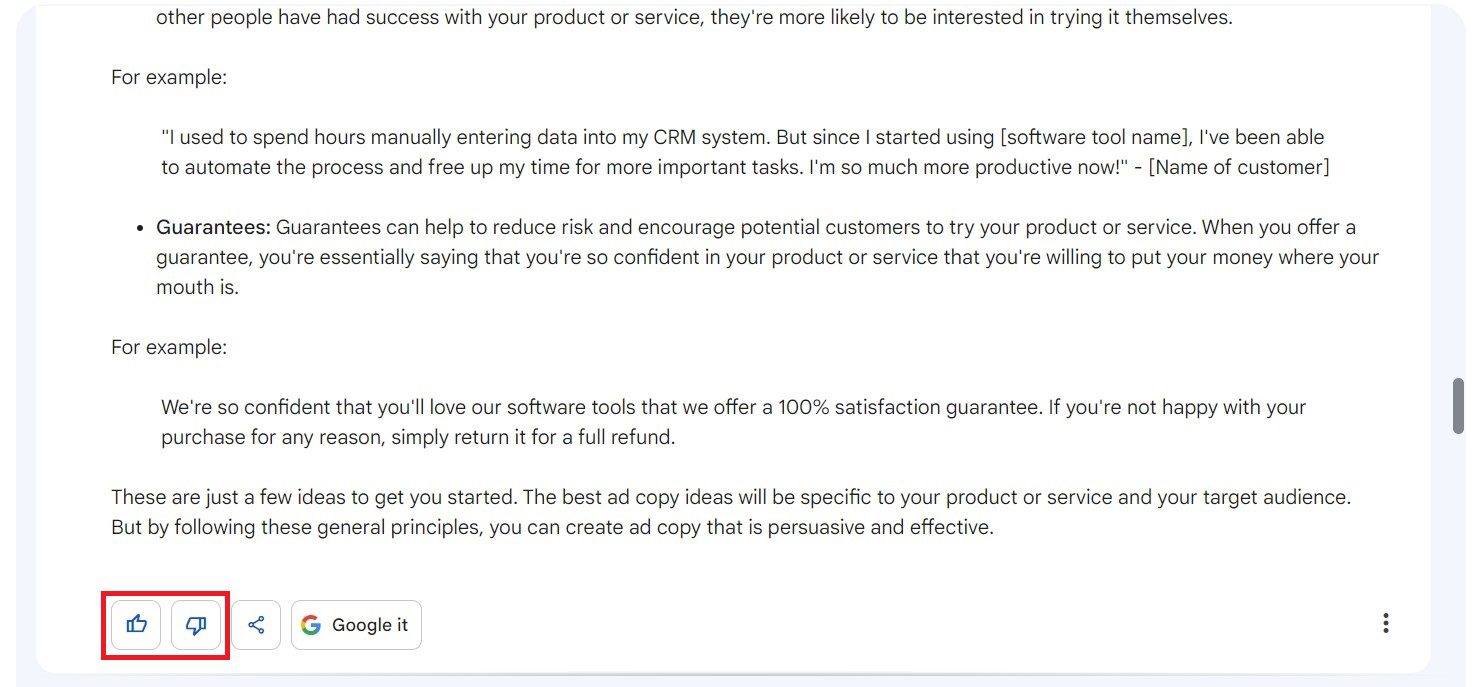 other people have had success with your product or service, they're more likely to be interested in trying it themselves.
For example:
"I used to spend hours manually entering data into my CRM system. But since I started using [software tool name], I've been able
to automate the process and free up my time for more important tasks. I'm so much more productive now!" - [Name of customer]
• Guarantees: Guarantees can help to reduce risk and encourage potential customers to try your product or service. When you offer a
guarantee, you're essentially saying that you're so confident in your product or service that you're willing to put your money where your
mouth is.
For example:
We're so confident that you'll love our software tools that we offer a 100% satisfaction guarantee. If you're not happy with your
purchase for any reason, simply return it for a full refund.
These are just a few ideas to get you started. The best ad copy ideas will be specific to your product or service and your target audience.
But by following these general principles, you can create ad copy that is persuasive and effective.
Google it